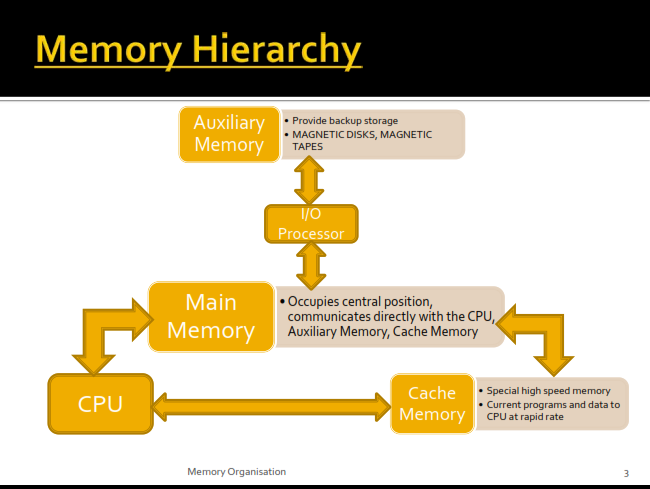 Memory Hierarchy
Auxiliary
Memory
• Provide backup storage
• MAGNETIC DISKS, MAGNETIC
TAPES
I/O
Processor
Main
Memory
• Occupies central position,
communicates directly with the CPU,
Auxiliary Memory, Cache Memory
CPU
Cache
Memory
• Special high speed memory
• Current programs and data to
CPU at rapid rate
Memory Organisation
3